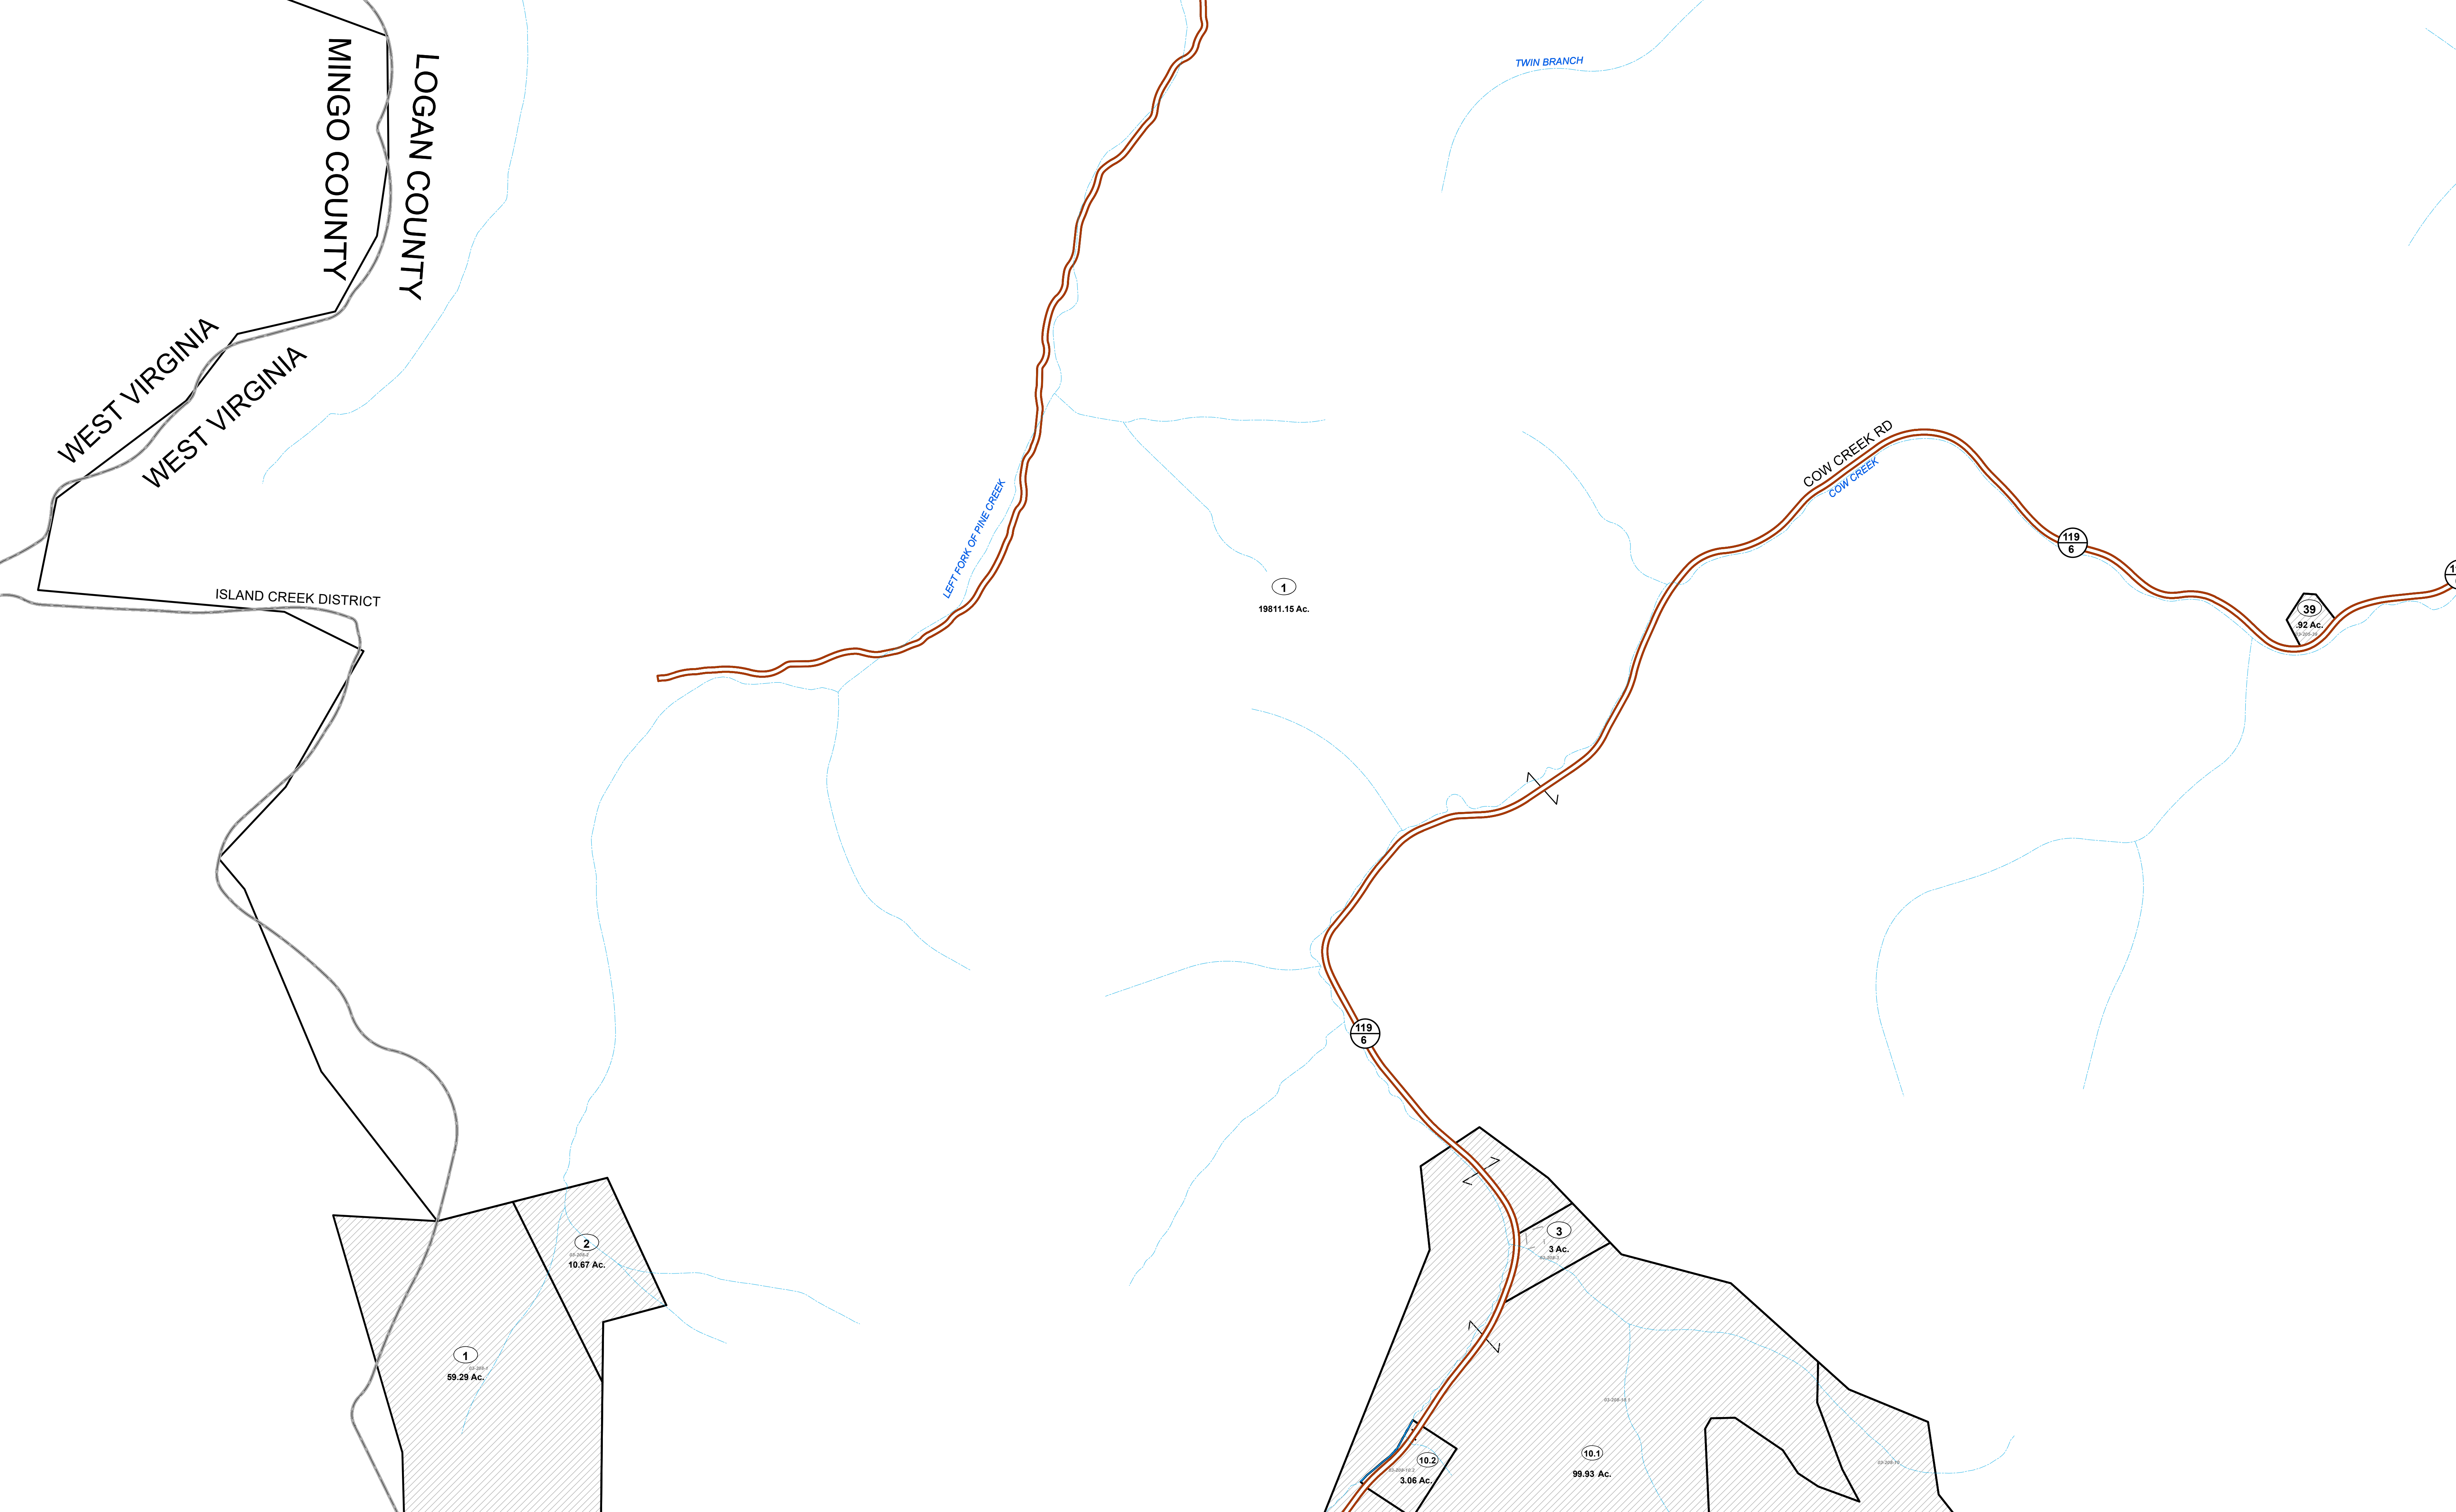 MINGO COUNTY
LOGAN COUNTY
TWIN BRANCH
WEST VIRGINIA
WEST VIRGINIA
COW CREEK RD
COW CREEK
LEFT FORK OF PINE CREEK
119
6
ISLAND CREEK DISTRICT
1
19811.15 Ac.
39
.92 Ac.
119
6
3
3 Ac.
2
10.67 Ac.
1
59.29 Ac.
10.1
99.93 Ac.
10.2
3.06 Ac.